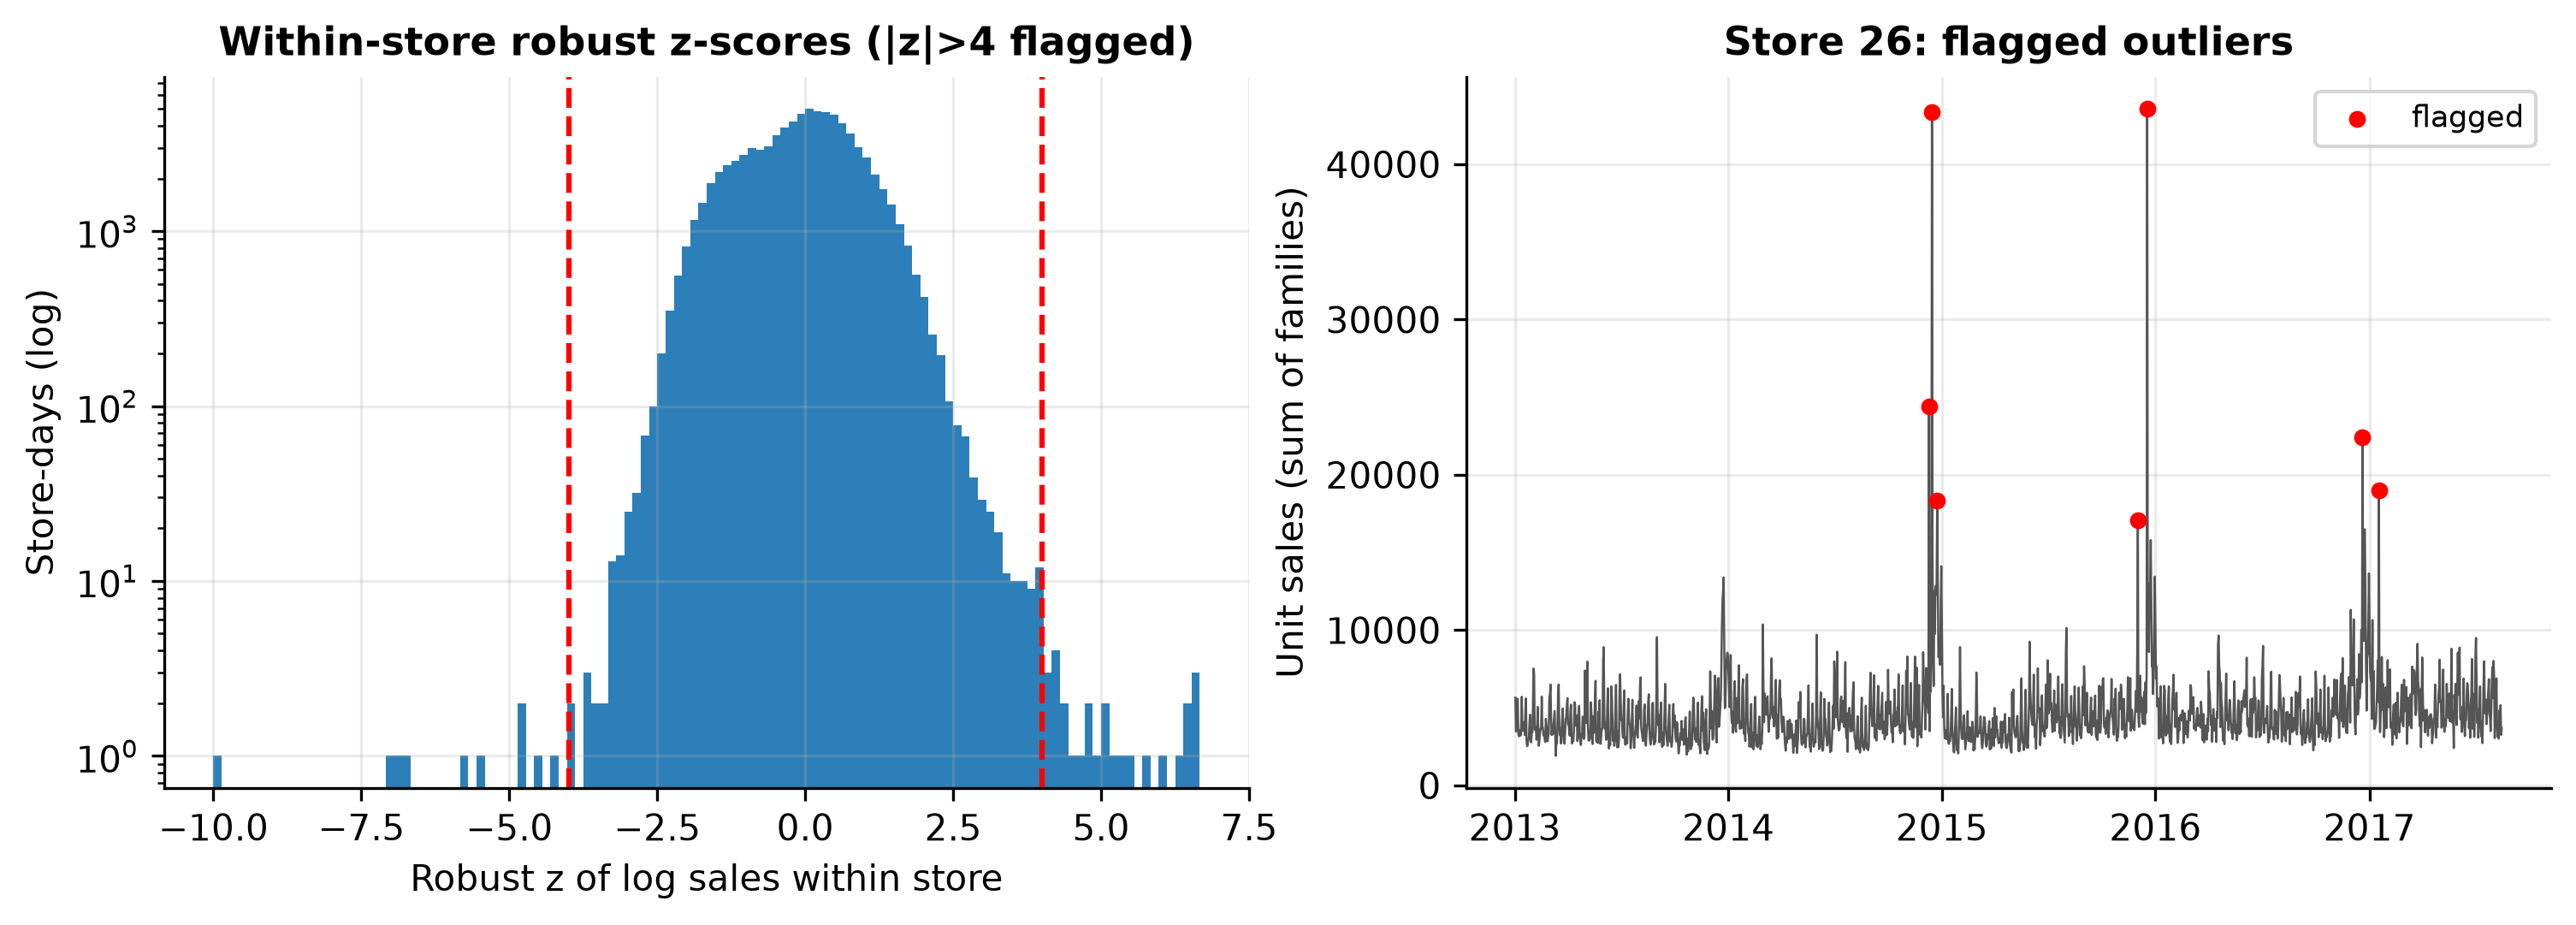 Within-store robust z-scores (|z|>4 flagged)
Store-days (log)
10³
10²
10¹
10⁰
−10.0 −7.5 −5.0 −2.5 0.0 2.5 5.0 7.5
Robust z of log sales within store
Store 26: flagged outliers
flagged
Unit sales (sum of families)
40000
30000
20000
10000
0
2013 2014 2015 2016 2017